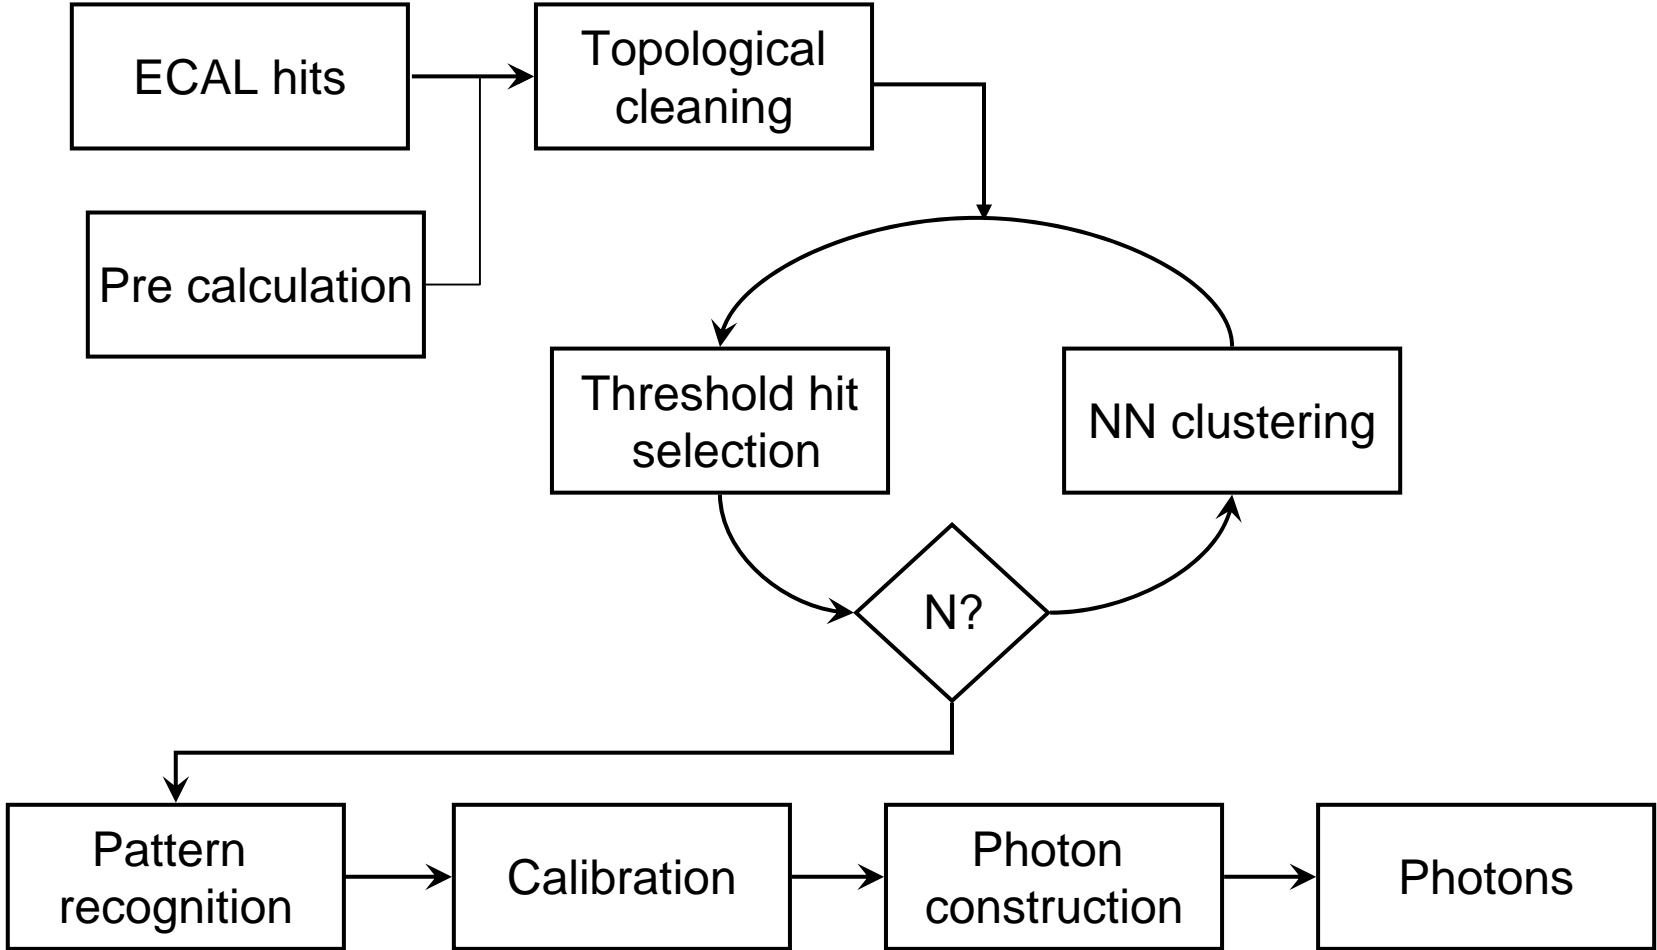 ECAL hits
Topological
cleaning
Pre calculation
Threshold hit
selection
NN clustering
N?
Pattern
recognition
Calibration
Photon
construction
Photons